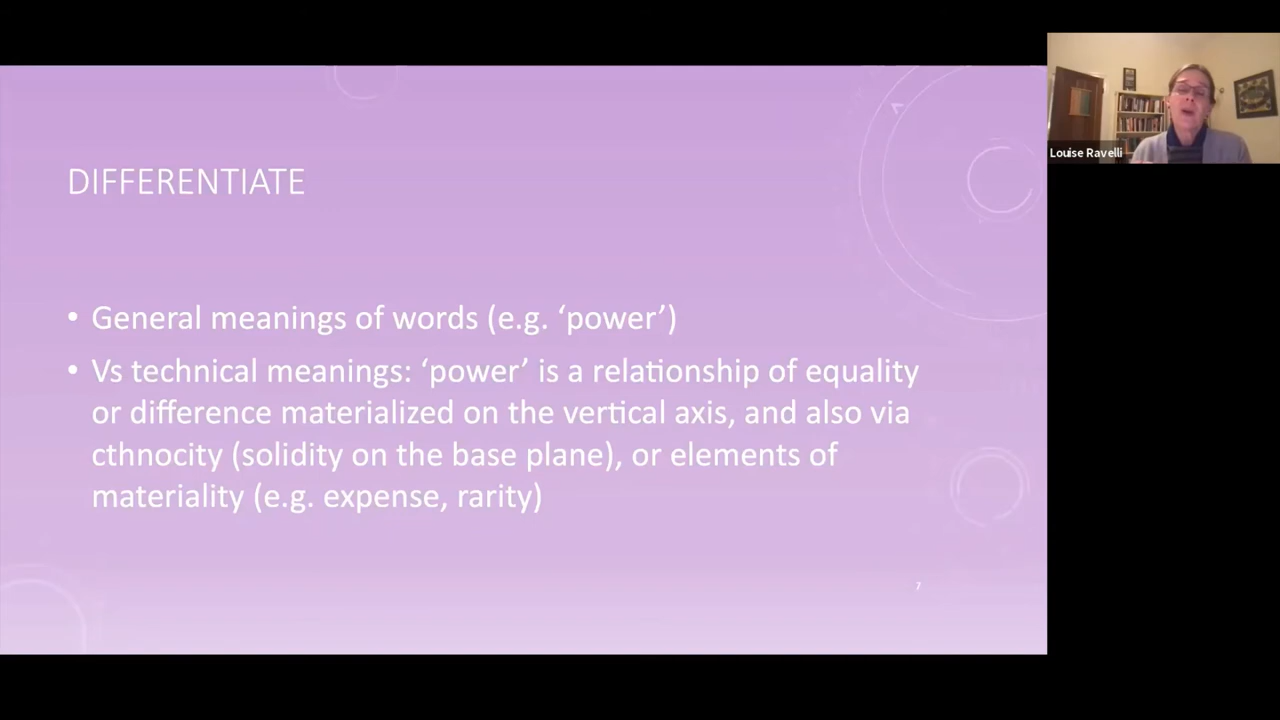 DIFFERENTIATE
• General meanings of words (e.g. ‘power’)
• Vs technical meanings: ‘power’ is a relationship of equality
or difference materialized on the vertical axis, and also via
cthnocity (solidity on the base plane), or elements of
materiality (e.g. expense, rarity)
7
Louise Ravelli